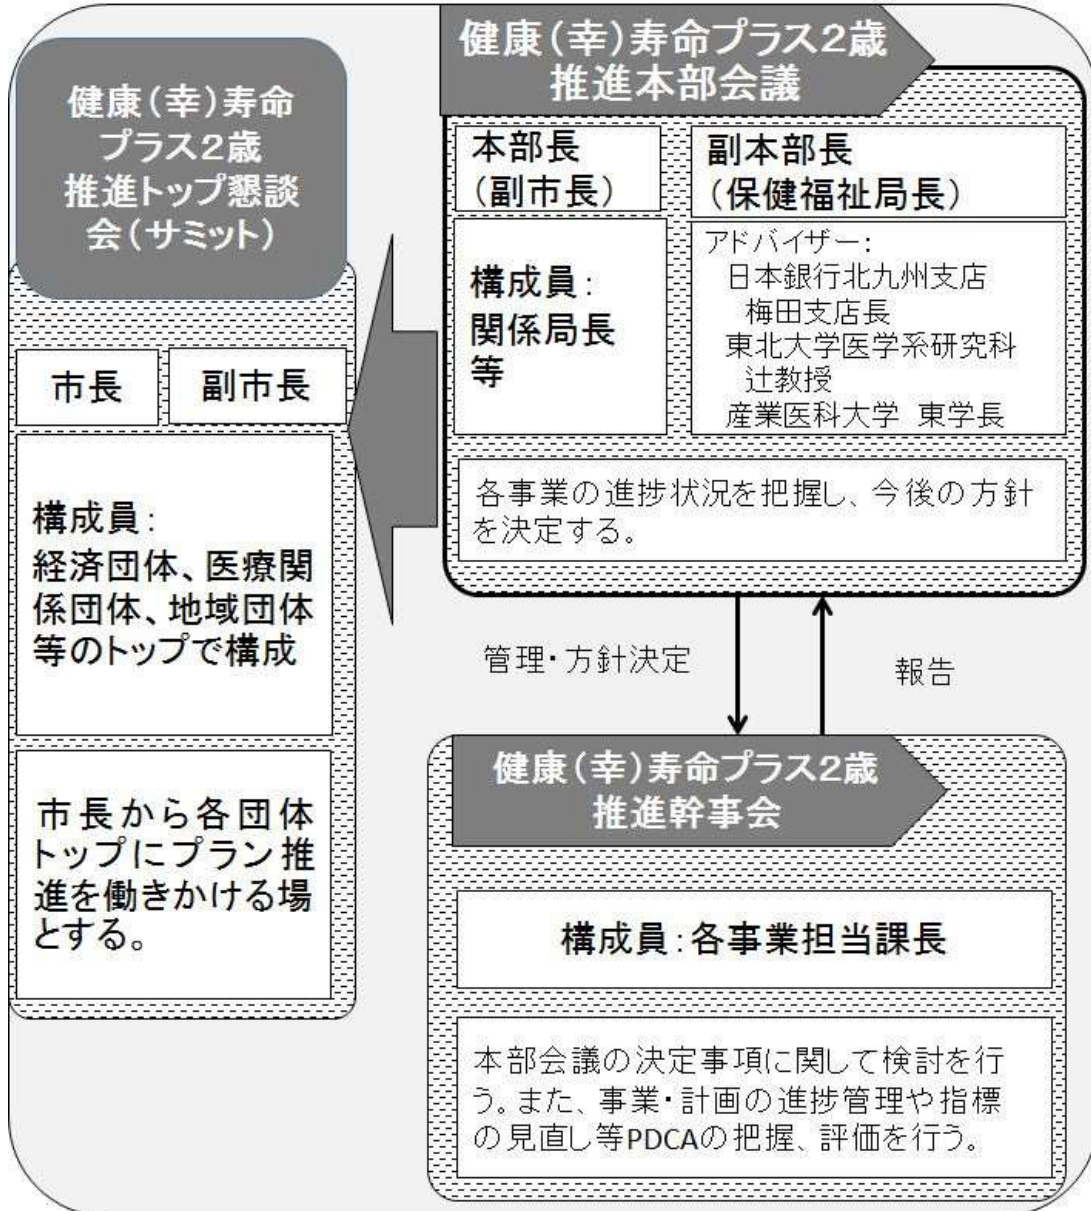 健康（幸）寿命
プラス２歳
推進トップ懇談
会（サミット）
市長
副市長
構成員：
経済団体、医療関
係団体、地域団体
等のトップで構成
市長から各団体
トップにプラン推
進を働きかける場
とする。
健康（幸）寿命プラス２歳
推進本部会議
本部長
（副市長）
副本部長
（保健福祉局長）
構成員：
関係局長
等
アドバイザー：
日本銀行北九州支店
梅田支店長
東北大学医学系研究科
辻教授
産業医科大学　東学長
各事業の進捗状況を把握し、今後の方針
を決定する。
管理・方針決定
報告
健康（幸）寿命プラス２歳
推進幹事会
構成員：各事業担当課長
本部会議の決定事項に関して検討を行
う。また、事業・計画の進捗管理や指標
の見直し等PDCAの把握、評価を行う。